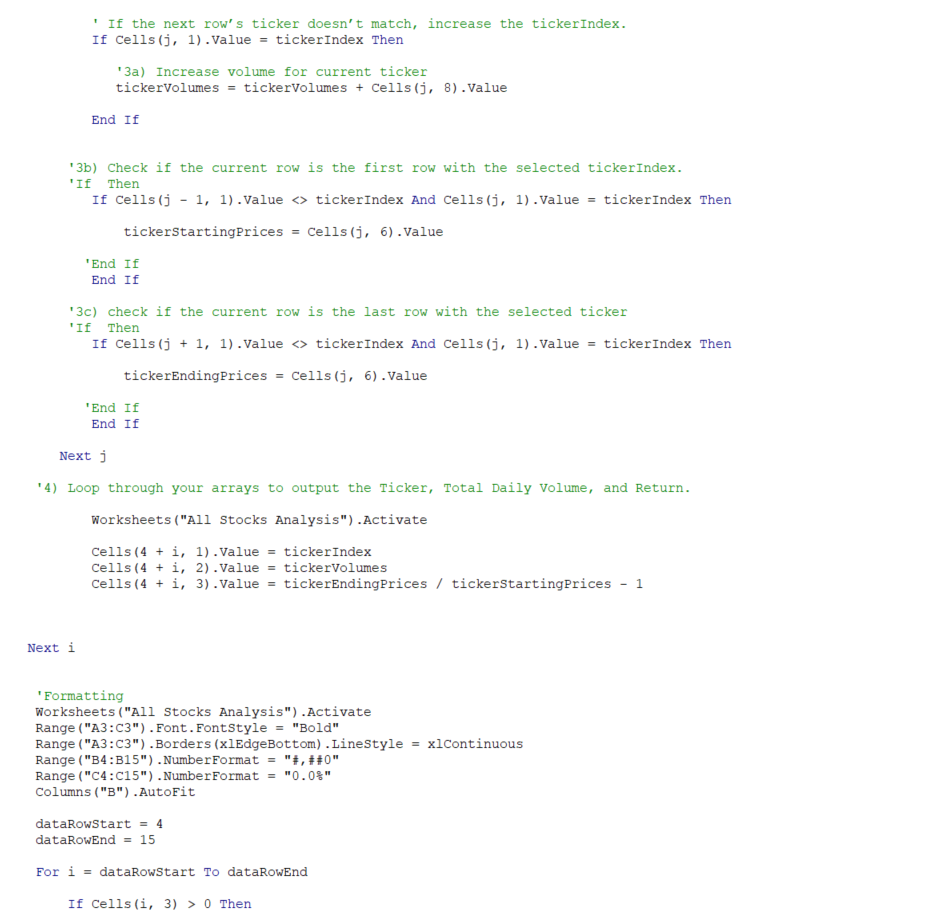 ' If the next row’s ticker doesn’t match, increase the tickerIndex.
If Cells(j, 1).Value = tickerIndex Then
'3a) Increase volume for current ticker
tickerVolumes = tickerVolumes + Cells(j, 8).Value
End If
'3b) Check if the current row is the first row with the selected tickerIndex.
'If  Then
If Cells(j - 1, 1).Value <> tickerIndex And Cells(j, 1).Value = tickerIndex Then
tickerStartingPrices = Cells(j, 6).Value
'End If
End If
'3c) check if the current row is the last row with the selected ticker
'If  Then
If Cells(j + 1, 1).Value <> tickerIndex And Cells(j, 1).Value = tickerIndex Then
tickerEndingPrices = Cells(j, 6).Value
'End If
End If
Next j
'4) Loop through your arrays to output the Ticker, Total Daily Volume, and Return.
Worksheets("All Stocks Analysis").Activate
Cells(4 + i, 1).Value = tickerIndex
Cells(4 + i, 2).Value = tickerVolumes
Cells(4 + i, 3).Value = tickerEndingPrices / tickerStartingPrices - 1
Next i
'Formatting
Worksheets("All Stocks Analysis").Activate
Range("A3:C3").Font.FontStyle = "Bold"
Range("A3:C3").Borders(xlEdgeBottom).LineStyle = xlContinuous
Range("B4:B15").NumberFormat = "#,##0"
Range("C4:C15").NumberFormat = "0.0%"
Columns("B").AutoFit
dataRowStart = 4
dataRowEnd = 15
For i = dataRowStart To dataRowEnd
If Cells(i, 3) > 0 Then